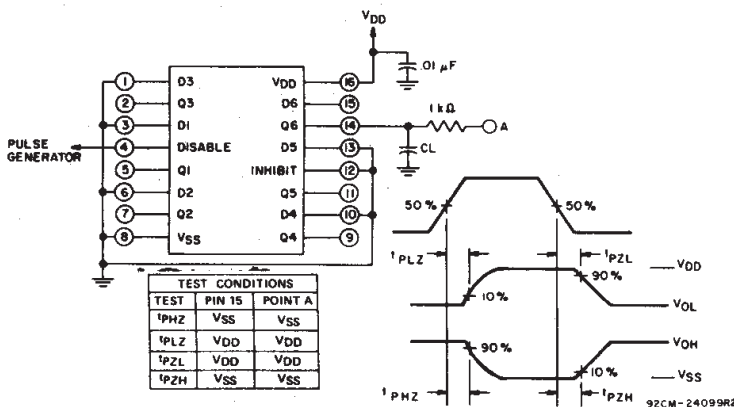 VDD
.01 µF
1 D3 VDD 16
2 Q3 D6 15
3 D1 Q6 14
4 DISABLE D5 13
5 Q1 INHIBIT 12
6 D2 Q5 11
7 Q2 D4 10
8 VSS Q4 9
PULSE
GENERATOR
1 kΩ
A
CL
TEST CONDITIONS
TEST PIN 15 POINT A
tPHZ VSS VSS
tPLZ VDD VDD
tPZL VDD VDD
tPZH VSS VSS
50% 50%
tPLZ tPZL
VDD
90%
10%
VOL
VOH
90%
10%
VSS
tPHZ tPZH
92CM-24099R2